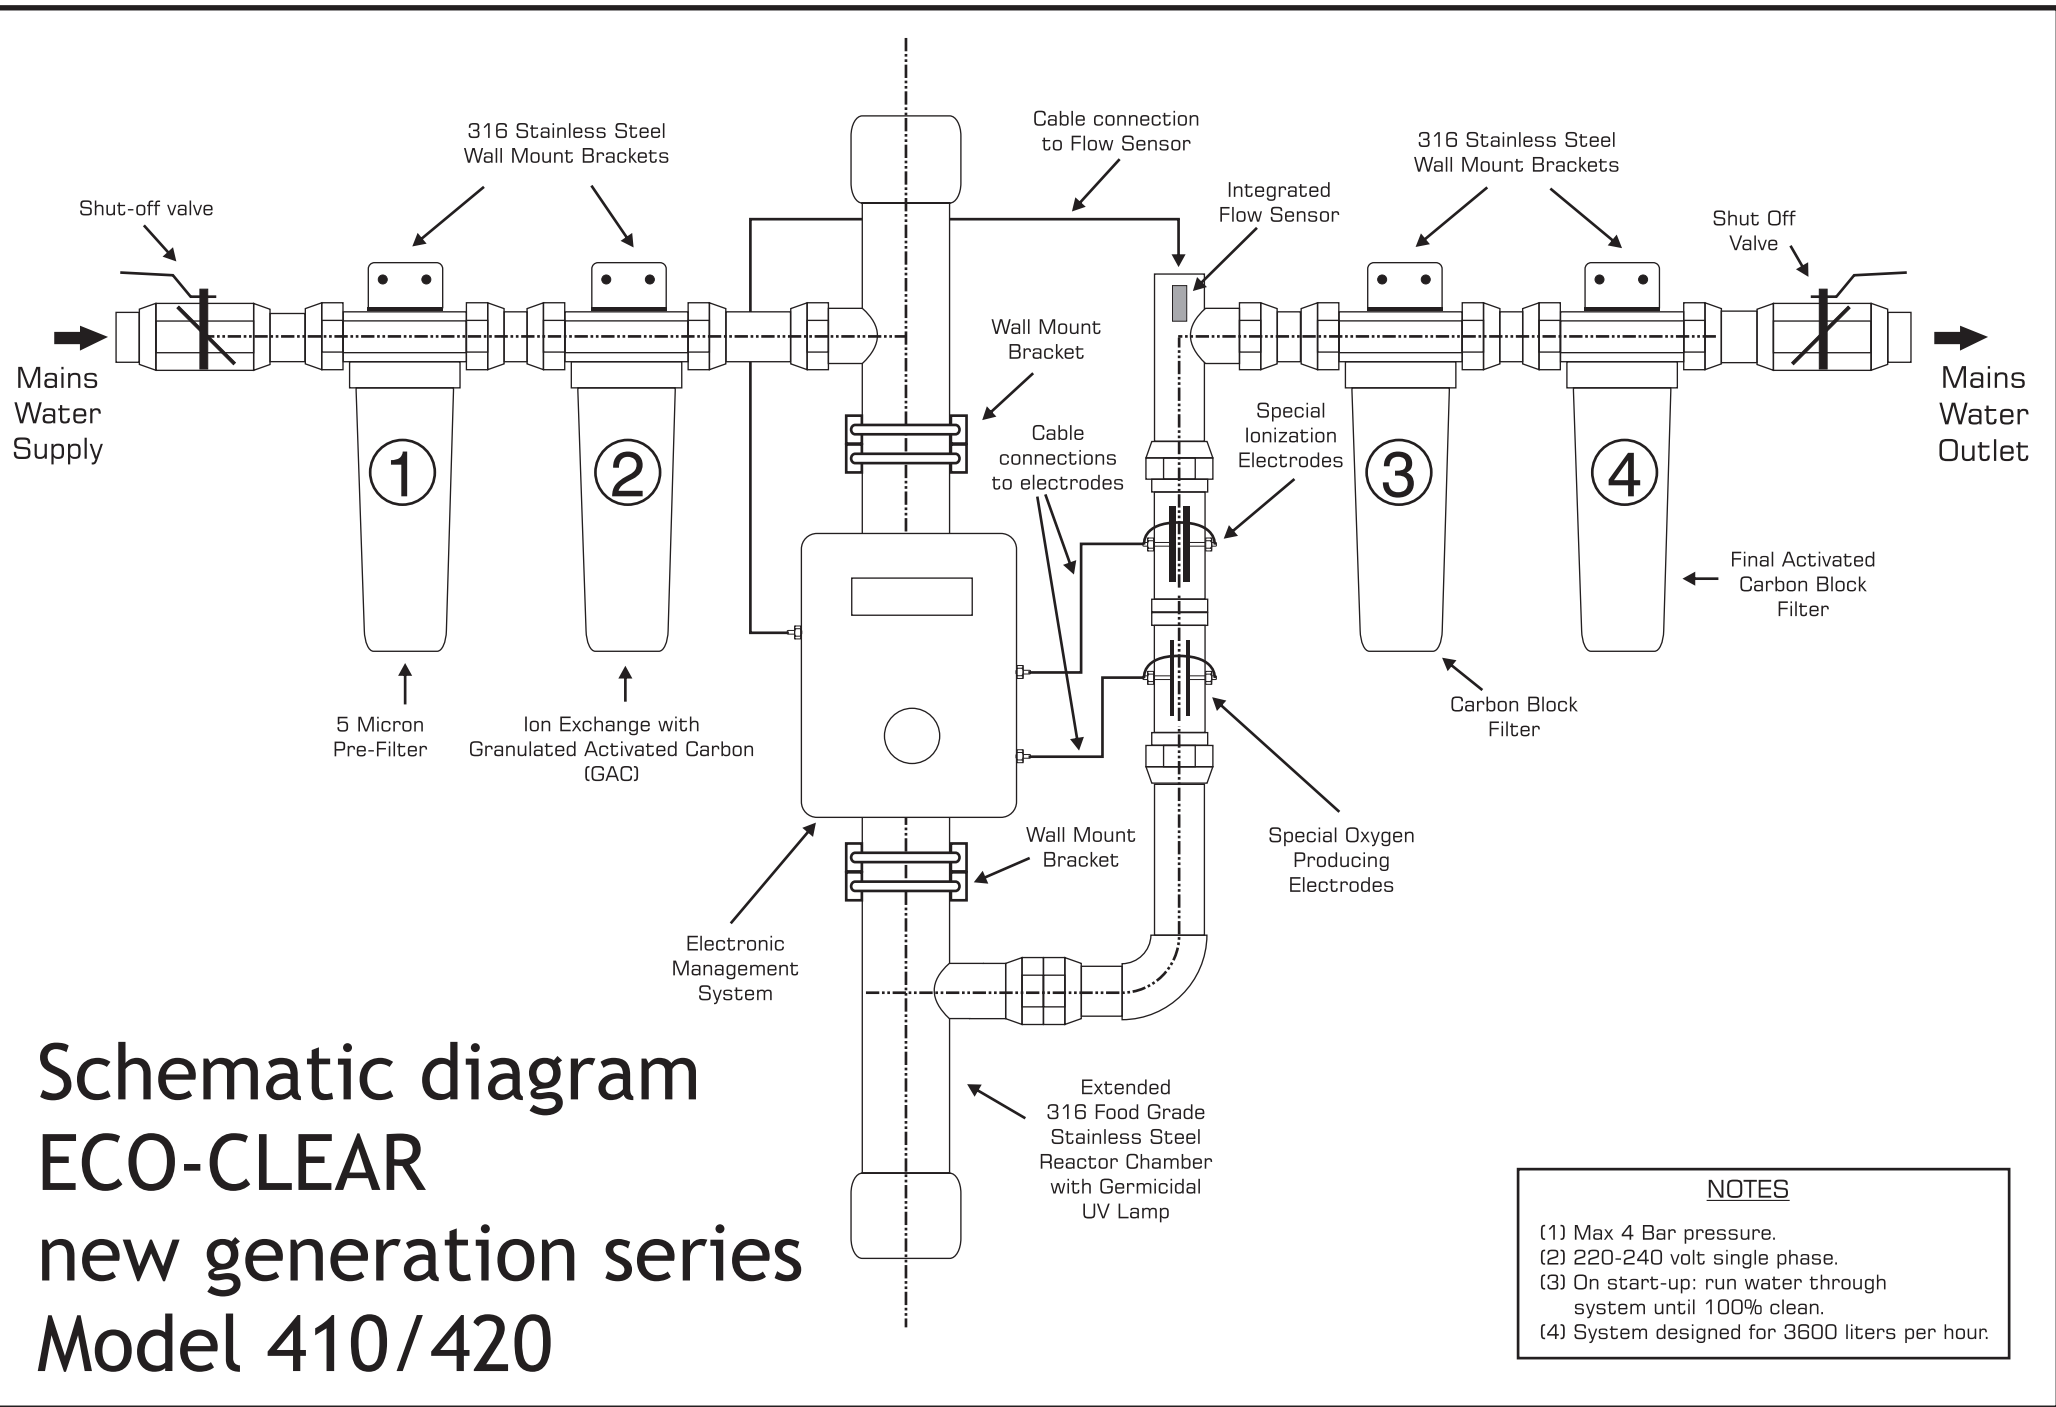 316 Stainless Steel
Wall Mount Brackets
Cable connection
to Flow Sensor
316 Stainless Steel
Wall Mount Brackets
Integrated
Flow Sensor
Shut-off valve
Shut Off
Valve
Mains
Water
Supply
Wall Mount
Bracket
Mains
Water
Outlet
Special
Ionization
Electrodes
Cable
connections
to electrodes
1
2
3
4
Final Activated
Carbon Block
Filter
5 Micron
Pre-Filter
Ion Exchange with
Granulated Activated Carbon
(GAC)
Carbon Block
Filter
Wall Mount
Bracket
Special Oxygen
Producing
Electrodes
Electronic
Management
System
Extended
316 Food Grade
Stainless Steel
Reactor Chamber
with Germicidal
UV Lamp
Schematic diagram
ECO-CLEAR
new generation series
Model 410/420
NOTES
(1) Max 4 Bar pressure.
(2) 220-240 volt single phase.
(3) On start-up: run water through
system until 100% clean.
(4) System designed for 3600 liters per hour.